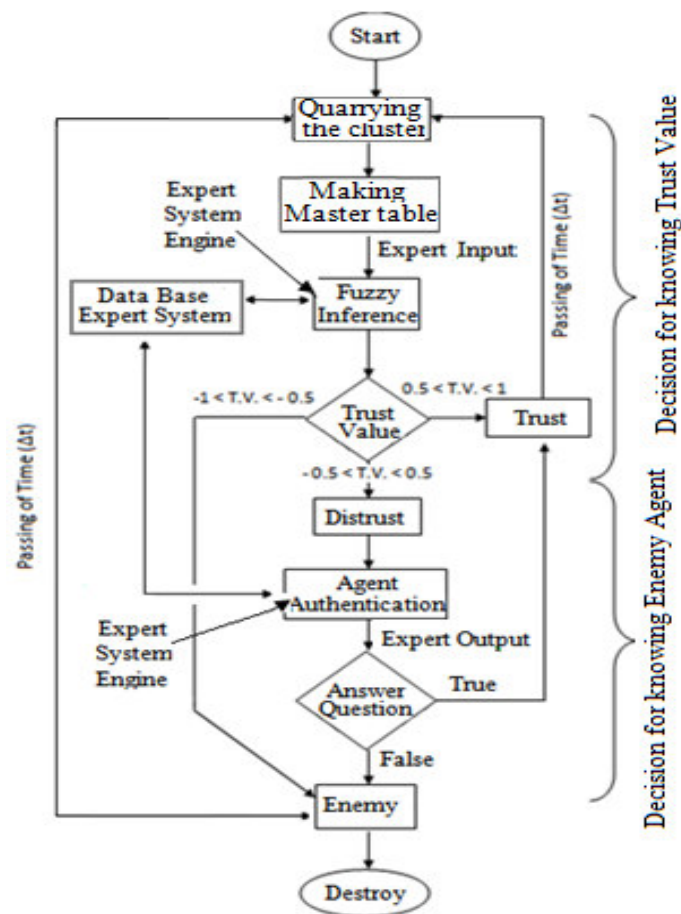 Start
Quarrying
the cluster
Making
Master table
Expert
System
Engine
Expert Input:
Data Base
Expert System
Fuzzy
Inference
-1 < T.V. < - 0.5
0.5 < T.V. < 1
Trust
Value
Trust
-0.5 < T.V. < 0.5
Distrust
Agent
Authentication
Expert
System
Engine
Expert Output
Answer
Question
True
False
Enemy
Destroy
Passing of Time (Δt)
Passing of Time (Δt)
Decision for knowing Trust Value
Decision for knowing Enemy Agent